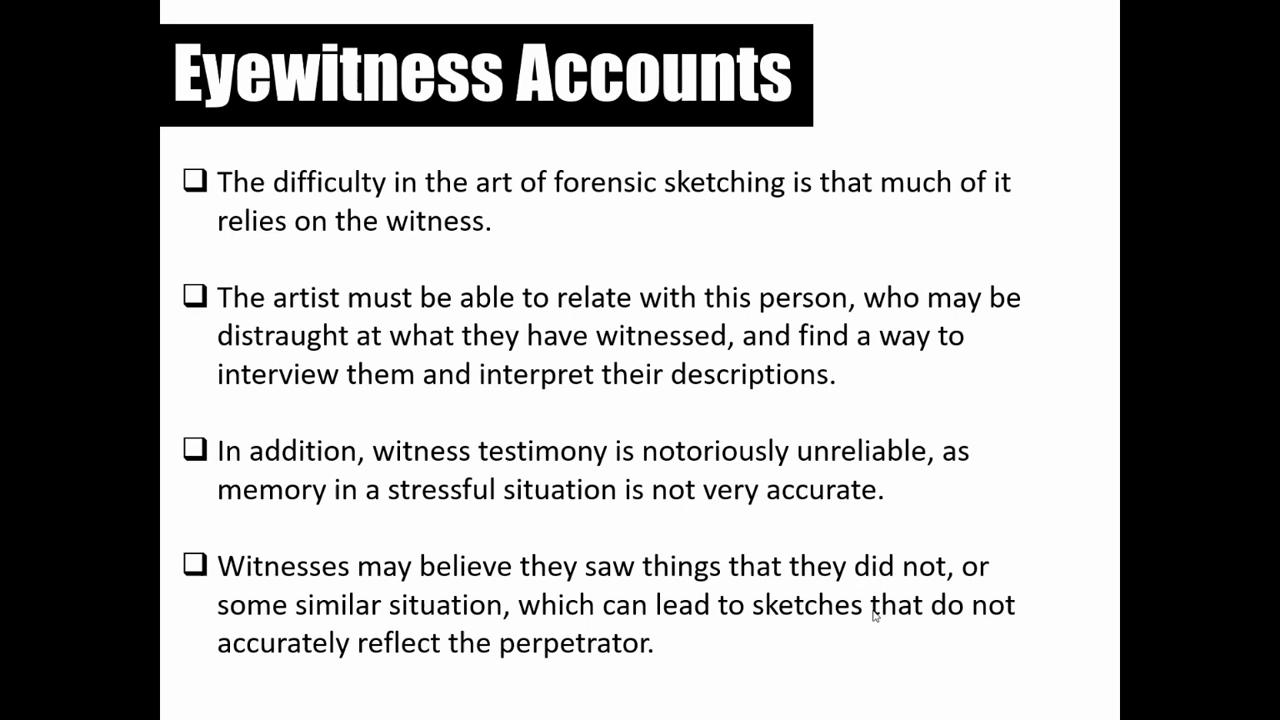 Eyewitness Accounts
The difficulty in the art of forensic sketching is that much of it
relies on the witness.
The artist must be able to relate with this person, who may be
distraught at what they have witnessed, and find a way to
interview them and interpret their descriptions.
In addition, witness testimony is notoriously unreliable, as
memory in a stressful situation is not very accurate.
Witnesses may believe they saw things that they did not, or
some similar situation, which can lead to sketches that do not
accurately reflect the perpetrator.